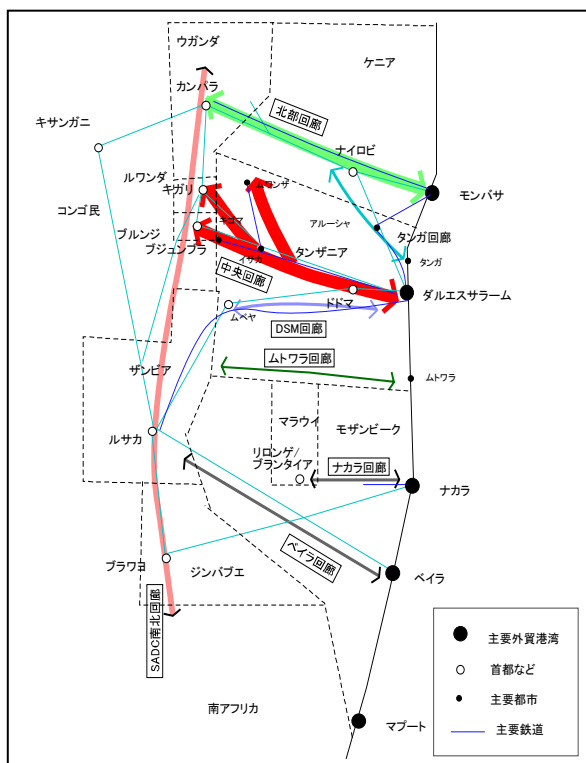 ウガンダ
ケニア
カンパラ
北部回廊
キサンガニ
ナイロビ
ルワンダ
ムワンザ
キガリ
モンバサ
コンゴ民
キゴマ
アルーシャ
ブルンジ
タンガ回廊
ブジュンブラ
イサカ
タンザニア
タンガ
中央回廊
ドドマ
ダルエスサラーム
ムベヤ
DSM回廊
ムトワラ回廊
ザンビア
ムトワラ
マラウイ
モザンビーク
ルサカ
リロンゲ/
ブランタイア
ナカラ回廊
ナカラ
ベイラ回廊
ブラワヨ
ジンバブエ
ベイラ
SADC南北回廊
主要外貿港湾
首都など
主要都市
主要鉄道
南アフリカ
マプート